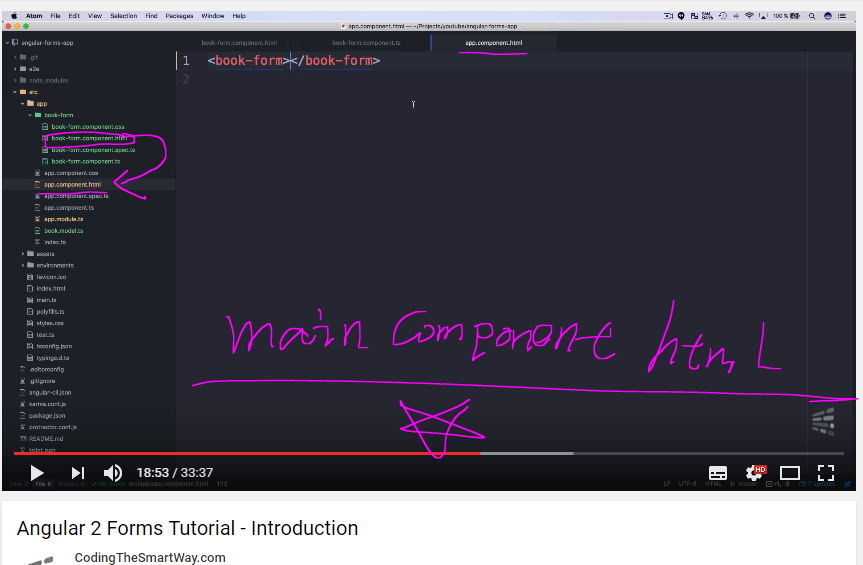 Atom File Edit View Selection Find Packages Window Help
100 %
app.component.html — ~/Projects/youtube/angular-forms-app
angular-forms-app
book-form.component.html
book-form.component.ts
app.component.html
.git
e2e
node_modules
src
app
book-form
book-form.component.css
book-form.component.html
book-form.component.spec.ts
book-form.component.ts
app.component.css
app.component.html
app.component.spec.ts
app.component.ts
app.module.ts
book.model.ts
index.ts
assets
environments
favicon.ico
index.html
main.ts
polyfills.ts
styles.css
test.ts
tsconfig.json
typings.d.ts
.editorconfig
.gitignore
angular-cli.json
karma.conf.js
package.json
protractor.conf.js
README.md
tslint.json
1 <book-form></book-form>
2
main Component html
18:53 / 33:37
HD
File 0 Project 0
src/app/app.component.html 1:12
LF UTF-8 HTML master +1, -3 7 updates
Angular 2 Forms Tutorial - Introduction
CodingTheSmartWay.com